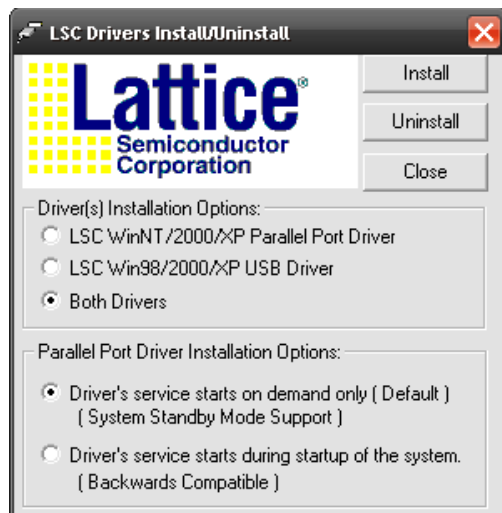 LSC Drivers Install/Uninstall
Lattice®
Semiconductor
Corporation
Install
Uninstall
Close
Driver(s) Installation Options:
LSC WinNT/2000/XP Parallel Port Driver
LSC Win98/2000/XP USB Driver
Both Drivers
Parallel Port Driver Installation Options:
Driver's service starts on demand only ( Default )
( System Standby Mode Support )
Driver's service starts during startup of the system.
( Backwards Compatible )